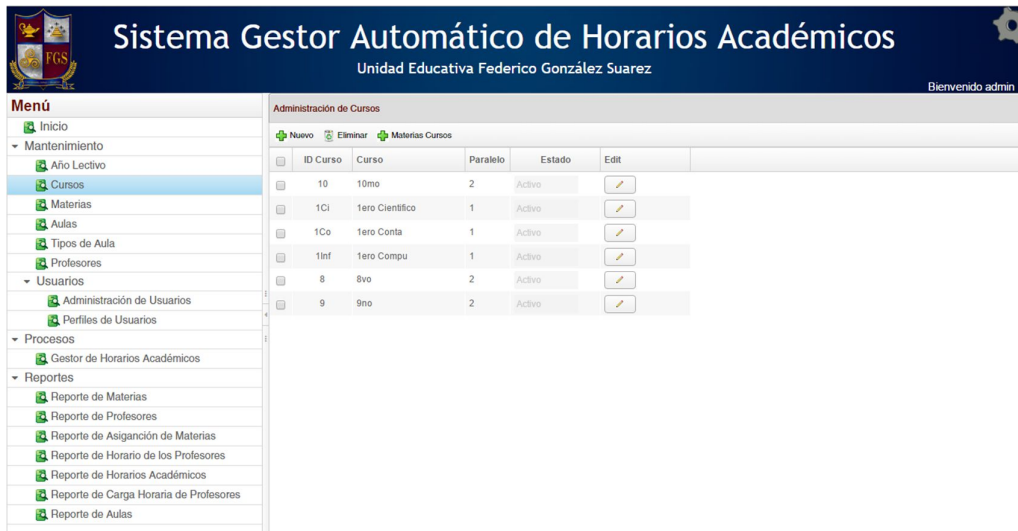 FGS
Sistema Gestor Automático de Horarios Académicos
Unidad Educativa Federico González Suarez
Bienvenido admin
Menú
Inicio
Mantenimiento
Año Lectivo
Cursos
Materias
Aulas
Tipos de Aula
Profesores
Usuarios
Administración de Usuarios
Perfiles de Usuarios
Procesos
Gestor de Horarios Académicos
Reportes
Reporte de Materias
Reporte de Profesores
Reporte de Asiganción de Materias
Reporte de Horario de los Profesores
Reporte de Horarios Académicos
Reporte de Carga Horaria de Profesores
Reporte de Aulas
Administración de Cursos
Nuevo Eliminar Materias Cursos
ID Curso Curso Paralelo Estado Edit
10 10mo 2 Activo
1Ci 1ero Cientifico 1 Activo
1Co 1ero Conta 1 Activo
1Inf 1ero Compu 1 Activo
8 8vo 2 Activo
9 9no 2 Activo